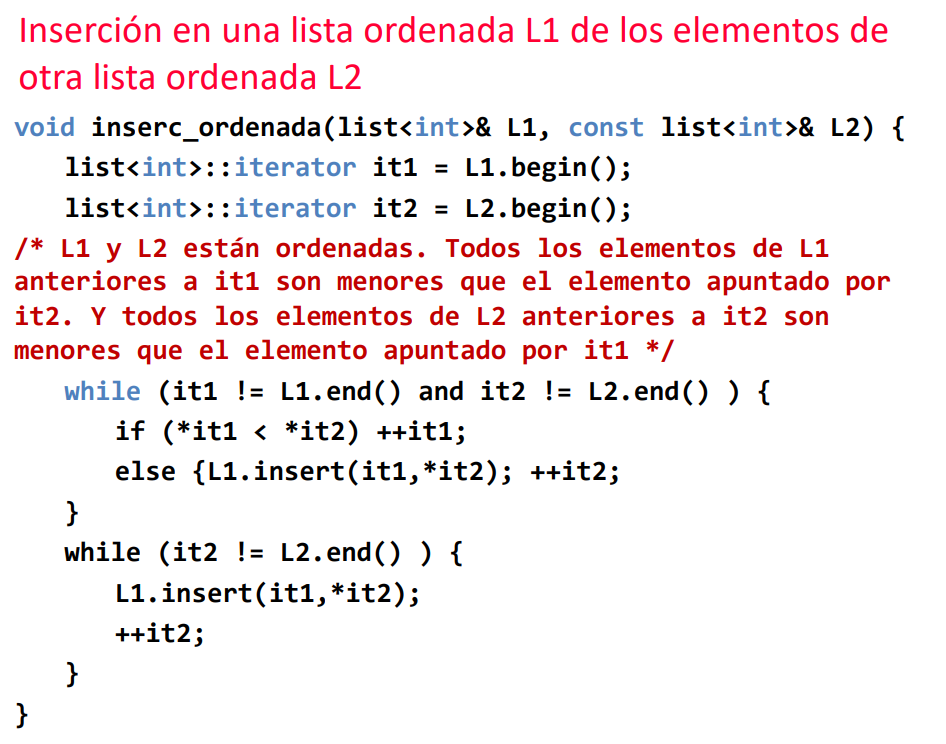 Inserción en una lista ordenada L1 de los elementos de
otra lista ordenada L2
void inserc_ordenada(list<int>& L1, const list<int>& L2) {
list<int>::iterator it1 = L1.begin();
list<int>::iterator it2 = L2.begin();
/* L1 y L2 están ordenadas. Todos los elementos de L1
anteriores a it1 son menores que el elemento apuntado por
it2. Y todos los elementos de L2 anteriores a it2 son
menores que el elemento apuntado por it1 */
while (it1 != L1.end() and it2 != L2.end() ) {
if (*it1 < *it2) ++it1;
else {L1.insert(it1,*it2); ++it2;
}
while (it2 != L2.end() ) {
L1.insert(it1,*it2);
++it2;
}
}